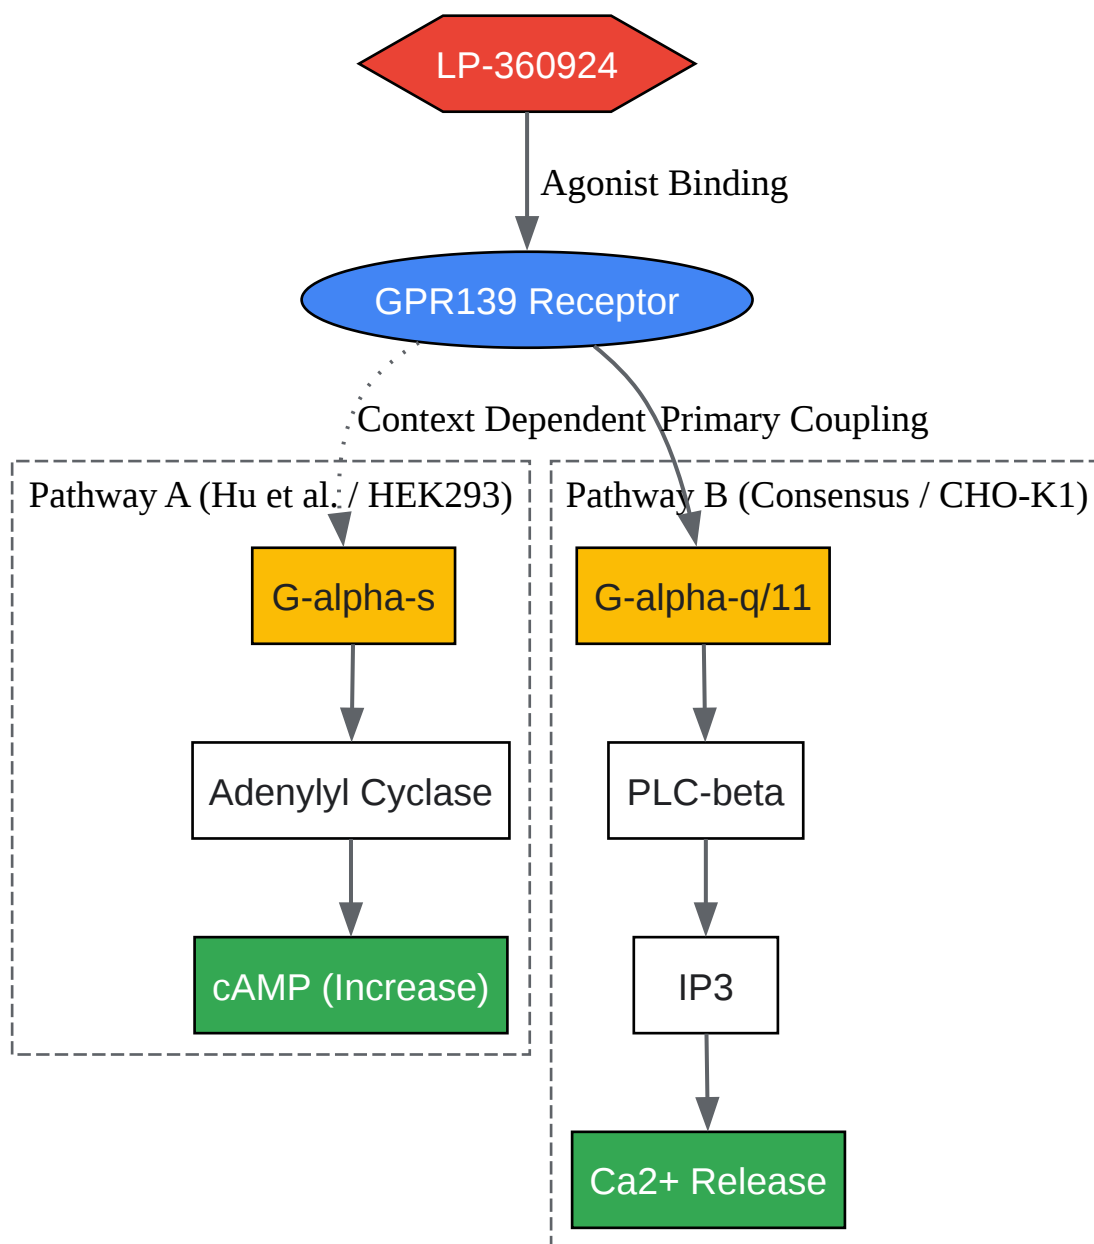 LP-360924
Agonist Binding
GPR139 Receptor
Context Dependent
Primary Coupling
Pathway A (Hu et al. / HEK293)
Pathway B (Consensus / CHO-K1)
G-alpha-s
G-alpha-q/11
Adenylyl Cyclase
PLC-beta
cAMP (Increase)
IP3
Ca2+ Release